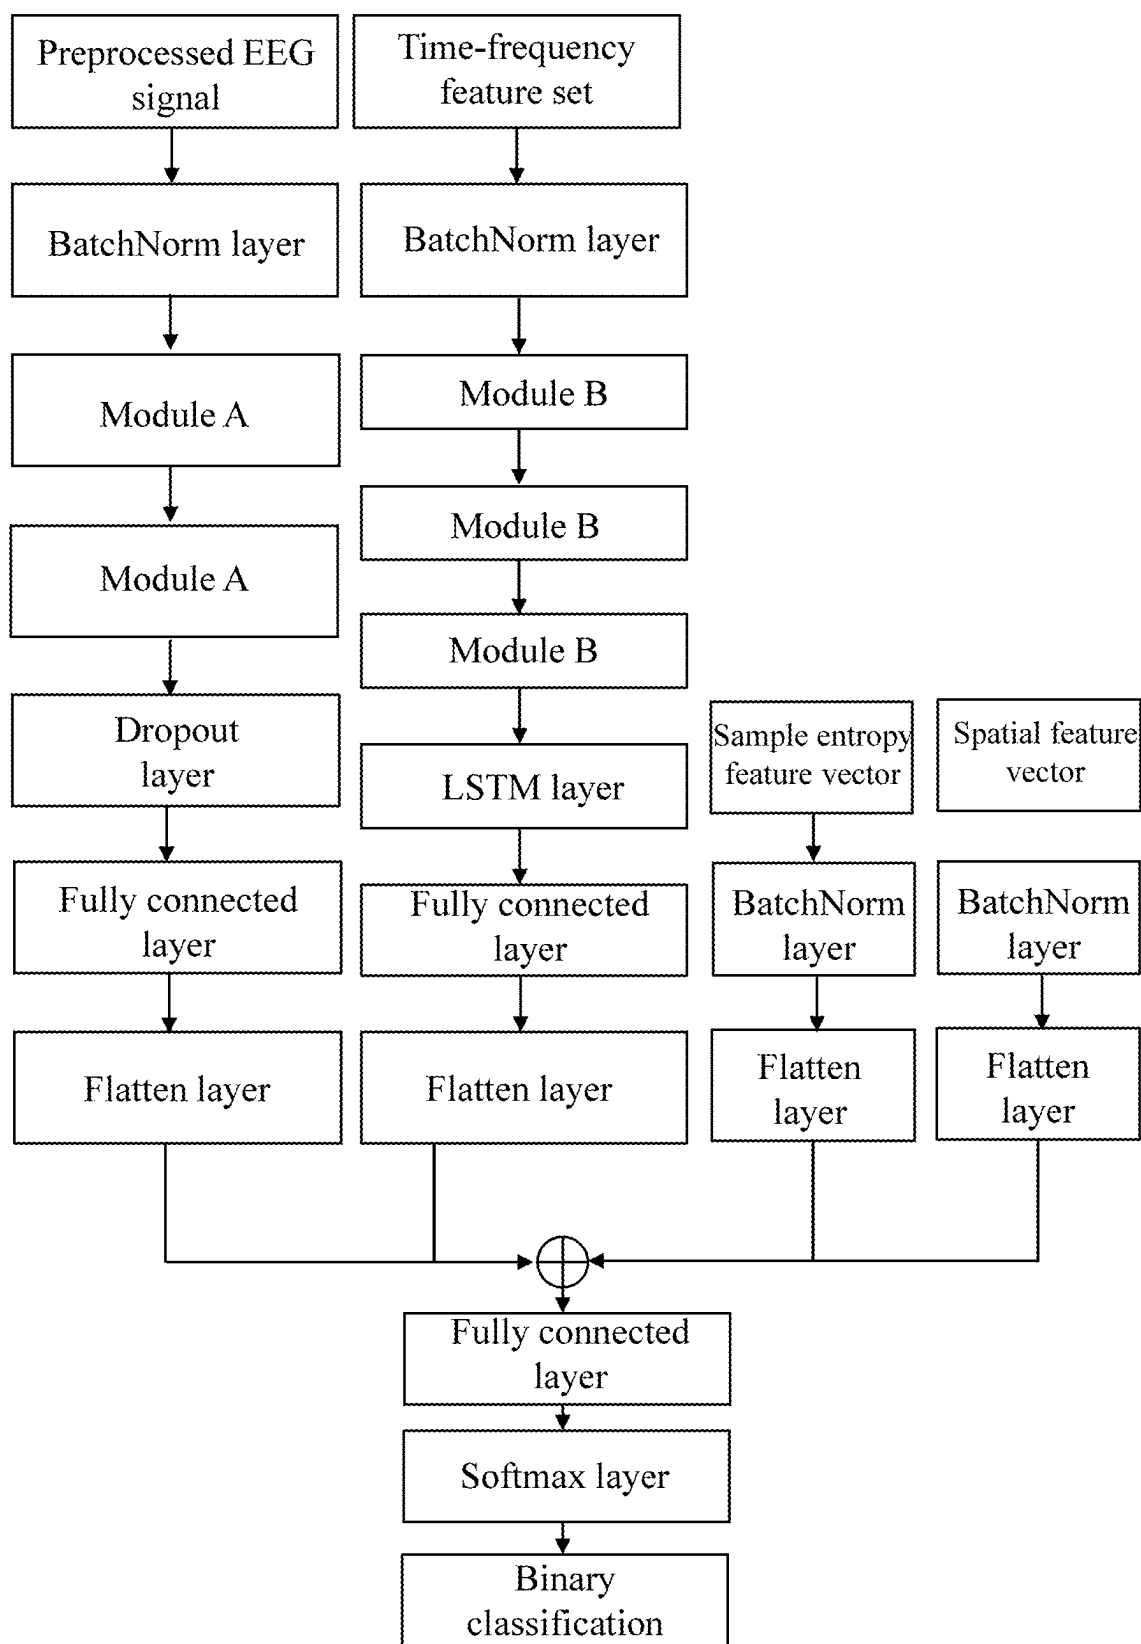 Preprocessed EEG
signal
BatchNorm layer
Module A
Module A
Dropout
layer
Fully connected
layer
Flatten layer
Time-frequency
feature set
BatchNorm layer
Module B
Module B
Module B
LSTM layer
Fully connected
layer
Flatten layer
Sample entropy
feature vector
BatchNorm
layer
Flatten
layer
Spatial feature
vector
BatchNorm
layer
Flatten
layer
Fully connected
layer
Softmax layer
Binary
classification